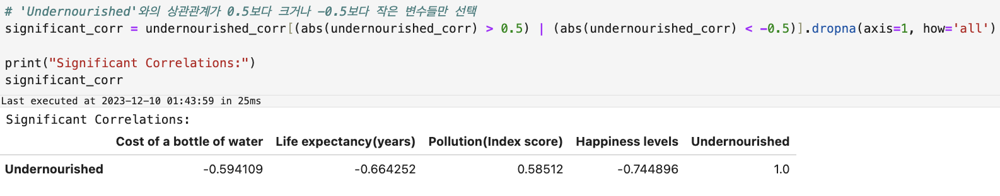 # 'Undernourished'와의 상관관계가 0.5보다 크거나 -0.5보다 작은 변수들만 선택
significant_corr = undernourished_corr[(abs(undernourished_corr) > 0.5) | (abs(undernourished_corr) < -0.5)].dropna(axis=1, how='all')
print("Significant Correlations:")
significant_corr
Last executed at 2023-12-10 01:43:59 in 25ms
Significant Correlations:
Cost of a bottle of water Life expectancy(years) Pollution(Index score) Happiness levels Undernourished
Undernourished -0.594109 -0.664252 0.58512 -0.744896 1.0